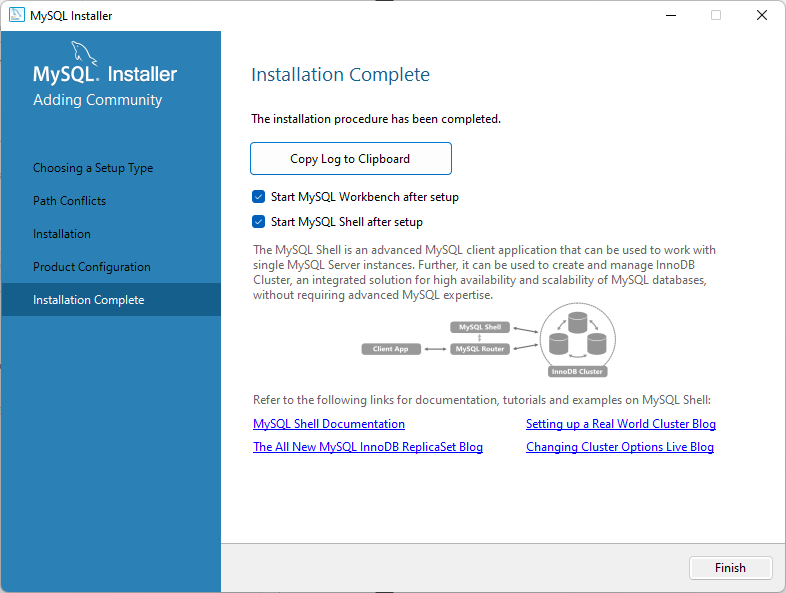 MySQL Installer
MySQL. Installer
Adding Community
Choosing a Setup Type
Path Conflicts
Installation
Product Configuration
Installation Complete
Installation Complete
The installation procedure has been completed.
Copy Log to Clipboard
Start MySQL Workbench after setup
Start MySQL Shell after setup
The MySQL Shell is an advanced MySQL client application that can be used to work with
single MySQL Server instances. Further, it can be used to create and manage InnoDB
Cluster, an integrated solution for high availability and scalability of MySQL databases,
without requiring advanced MySQL expertise.
MySQL Shell
Client App
MySQL Router
InnoDB Cluster
Refer to the following links for documentation, tutorials and examples on MySQL Shell:
MySQL Shell Documentation
Setting up a Real World Cluster Blog
The All New MySQL InnoDB ReplicaSet Blog
Changing Cluster Options Live Blog
Finish